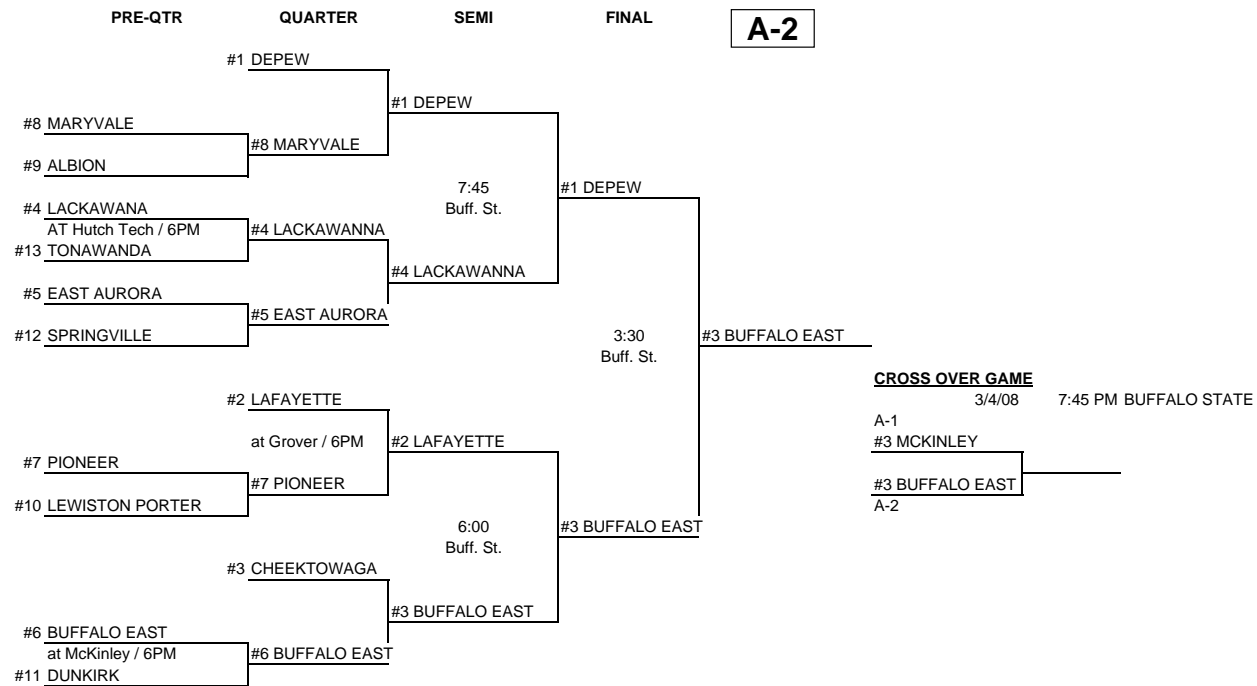 PRE-QTR QUARTER SEMI FINAL
A-2
#1 DEPEW
#1 DEPEW
#8 MARYVALE
#8 MARYVALE
#9 ALBION
7:45
#1 DEPEW
Buff. St.
#4 LACKAWANA
AT Hutch Tech / 6PM
#4 LACKAWANNA
#13 TONAWANDA
#4 LACKAWANNA
#5 EAST AURORA
#5 EAST AURORA
#12 SPRINGVILLE
3:30
#3 BUFFALO EAST
Buff. St.
CROSS OVER GAME
3/4/08 7:45 PM BUFFALO STATE
A-1
#3 MCKINLEY
#3 BUFFALO EAST
A-2
#2 LAFAYETTE
at Grover / 6PM
#2 LAFAYETTE
#7 PIONEER
#7 PIONEER
#10 LEWISTON PORTER
6:00
#3 BUFFALO EAST
Buff. St.
#3 CHEEKTOWAGA
#3 BUFFALO EAST
#6 BUFFALO EAST
at McKinley / 6PM
#6 BUFFALO EAST
#11 DUNKIRK